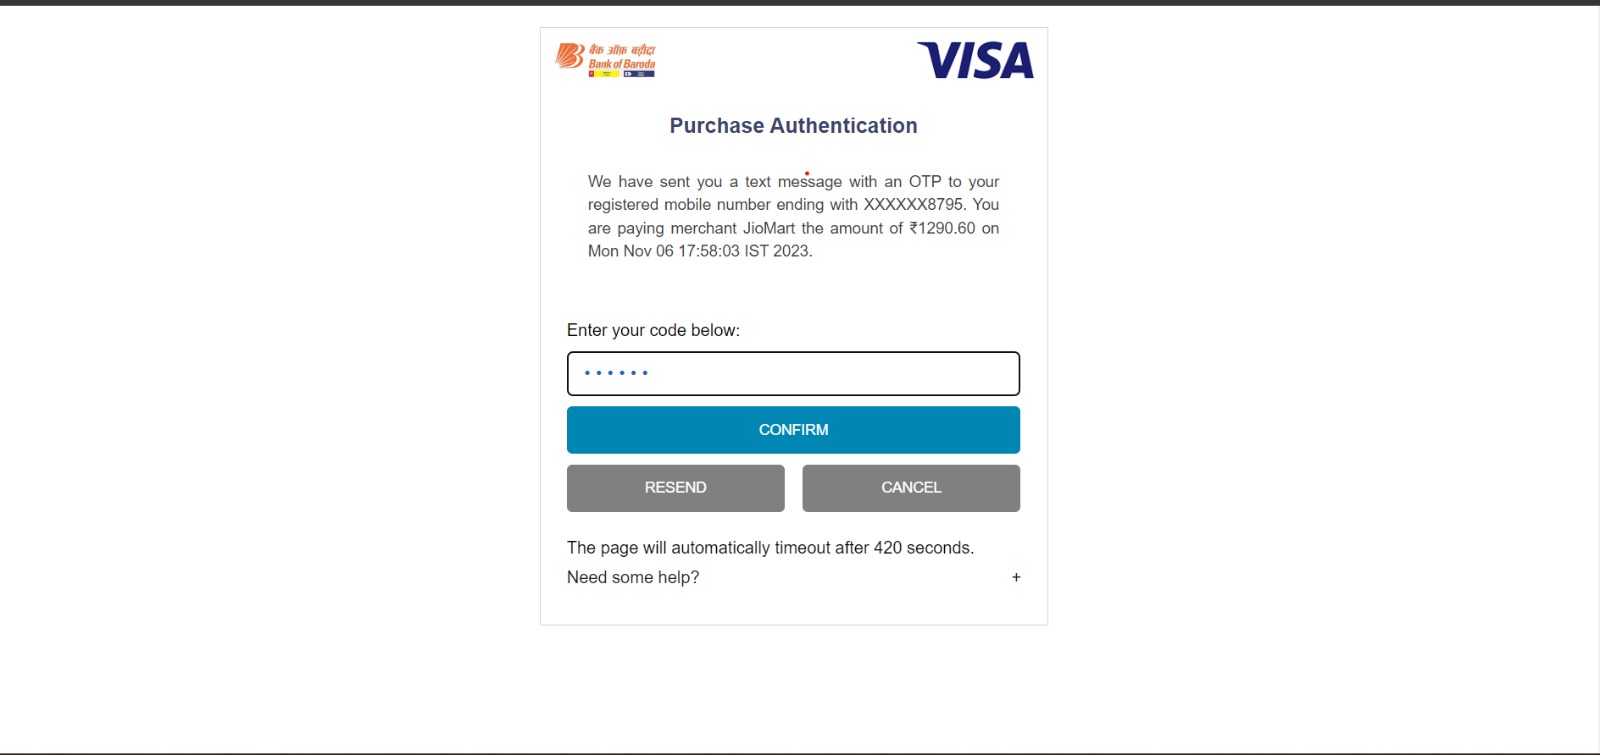 बैंक ऑफ़ बड़ौदा
Bank of Baroda
VISA
Purchase Authentication
We have sent you a text message with an OTP to your
registered mobile number ending with XXXXXX8795. You
are paying merchant JioMart the amount of ₹1290.60 on
Mon Nov 06 17:58:03 IST 2023.
Enter your code below:
CONFIRM
RESEND
CANCEL
The page will automatically timeout after 420 seconds.
Need some help? +